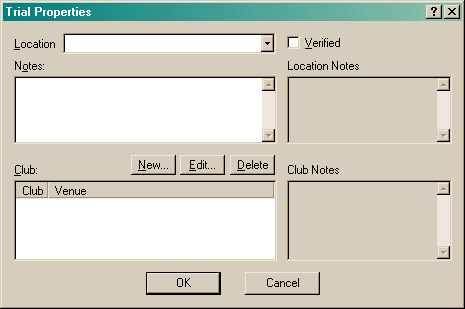 Trial Properties
Location
Verified
Notes:
Location Notes
New... Edit... Delete
Club:
Club Notes
Club Venue
OK Cancel